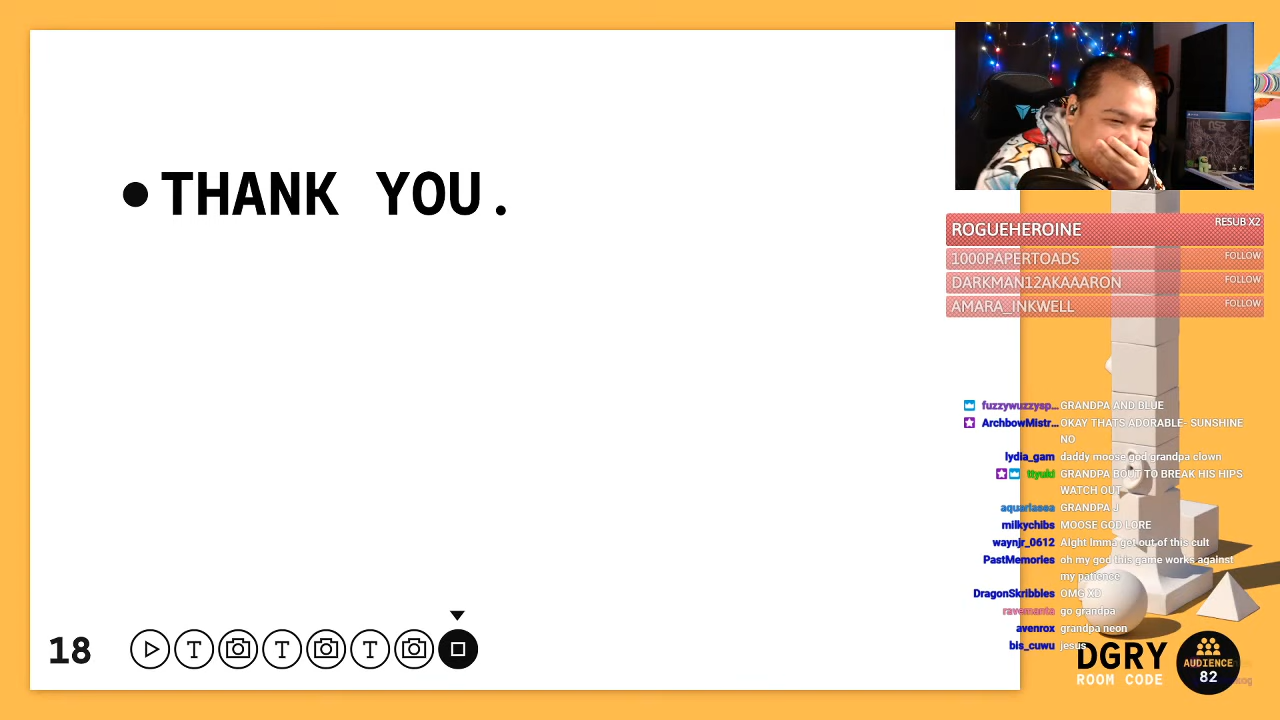 • THANK YOU.
ROGUEHEROINE RESUB X2
1000PAPERTOADS FOLLOW
DARKMAN12AKAAARON FOLLOW
AMARA_INKWELL FOLLOW
fuzzywuzzysp... GRANDPA AND BLUE
ArchbowMistr... OKAY THATS ADORABLE- SUNSHINE
NO
lydia_gam daddy moose god grandpa clown
GRANDPA BOUT TO BREAK HIS HIPS
WATCH OUT
aquariasea GRANDPA J
milkychibs MOOSE GOD LORE
waynjr_0612 Aight Imma get out of this cult
PastMemories oh my god this game works against
my patience
DragonSkribbles OMG XD
ravemanta go grandpa
avenrox grandpa neon
bis_cuwu jesus
18
DGRY
ROOM CODE
AUDIENCE
82